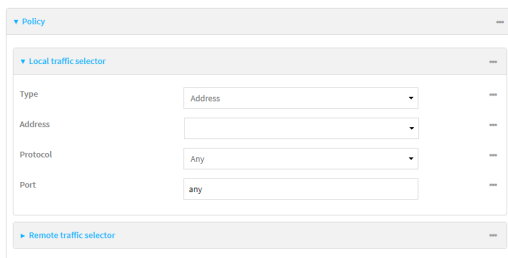 Policy
Local traffic selector
Type
Address
Address
Protocol
Any
Port
any
Remote traffic selector